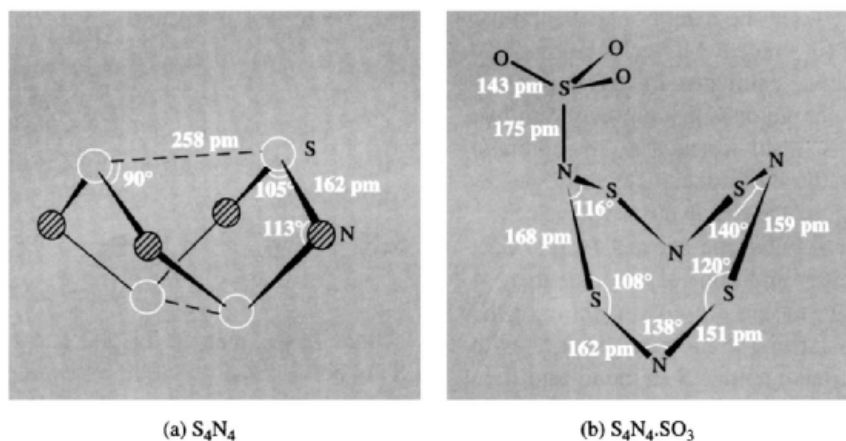 258 pm
S
90°
105°
162 pm
113°
N
(a) S₄N₄
O
O
O
143 pm
S
175 pm
N
S
S
N
116°
140°
159 pm
168 pm
N
120°
108°
S
S
138°
162 pm
151 pm
N
(b) S₄N₄.SO₃